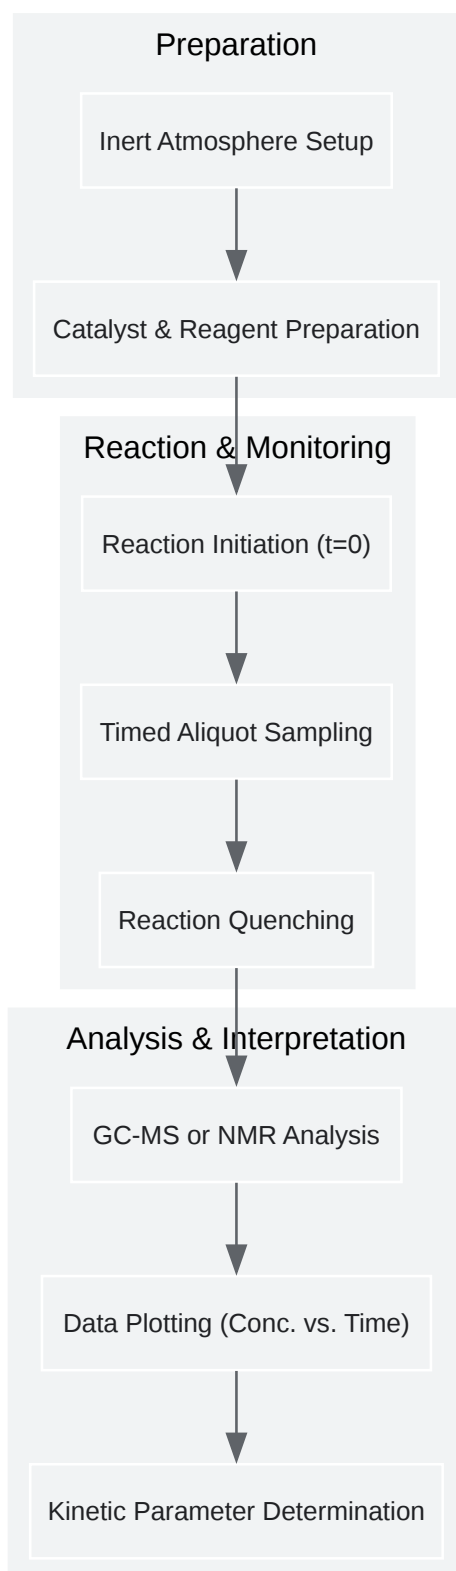 Preparation
Inert Atmosphere Setup
Catalyst & Reagent Preparation
Reaction & Monitoring
Reaction Initiation (t=0)
Timed Aliquot Sampling
Reaction Quenching
Analysis & Interpretation
GC-MS or NMR Analysis
Data Plotting (Conc. vs. Time)
Kinetic Parameter Determination